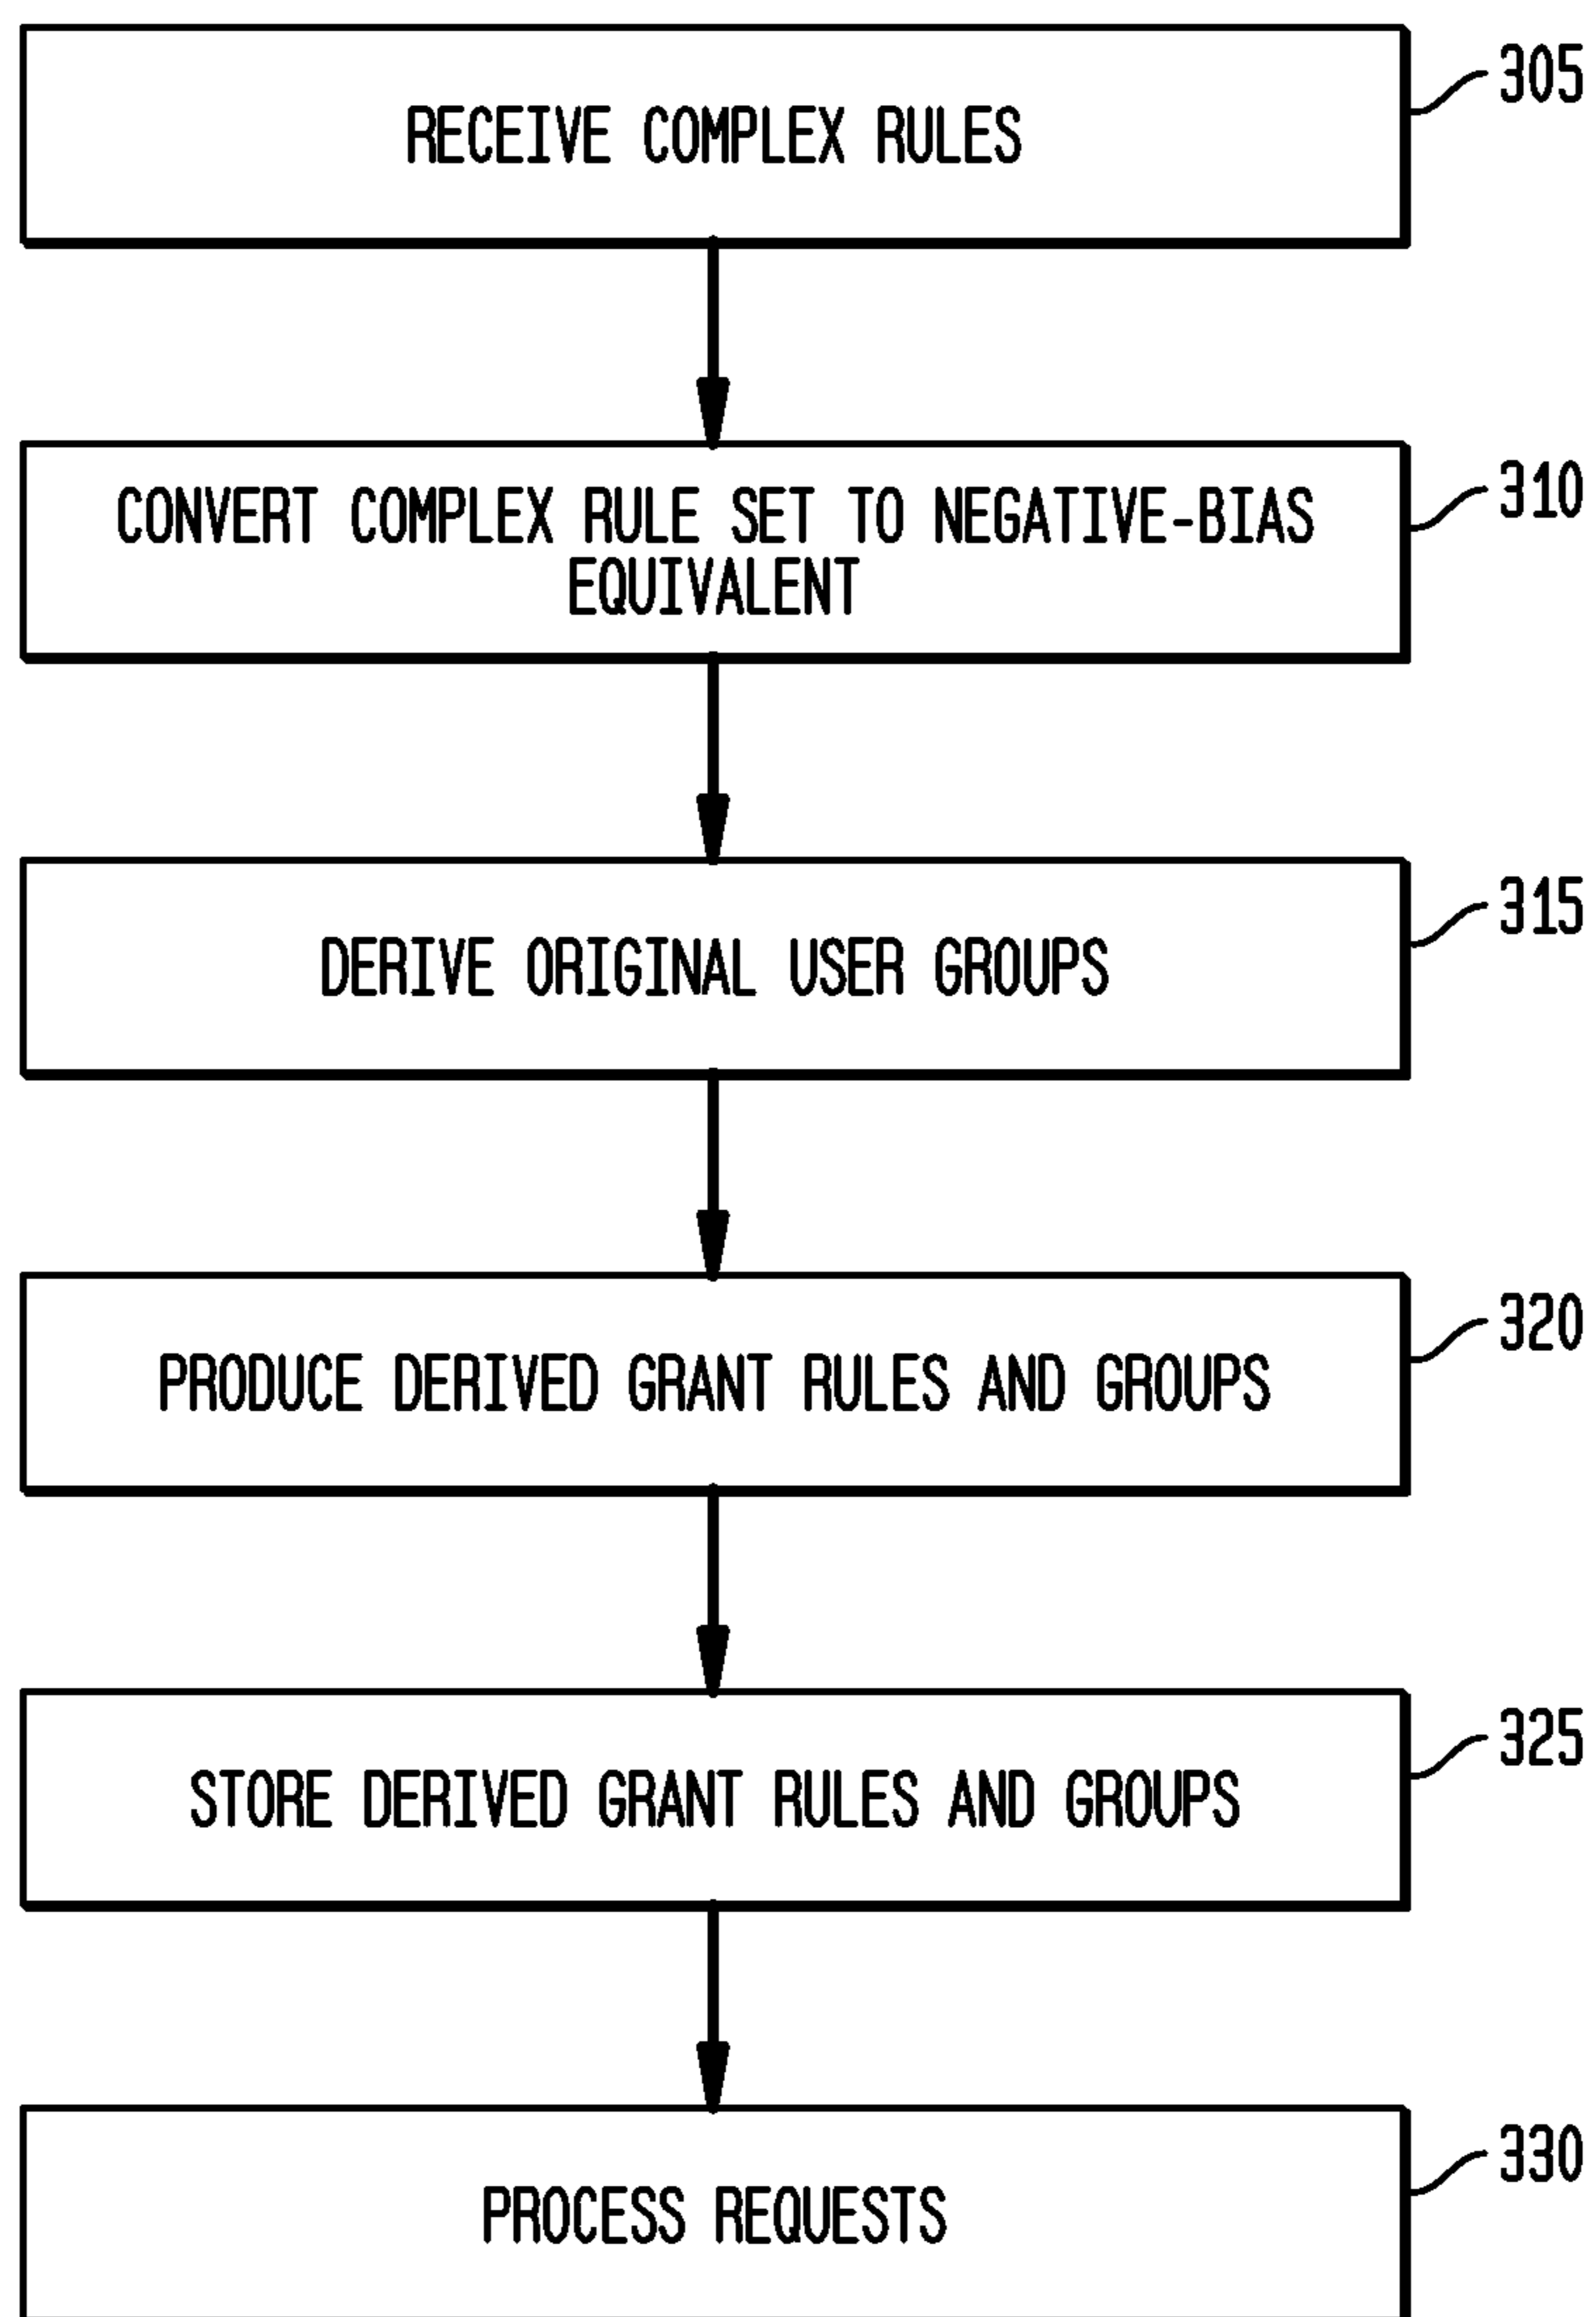 RECEIVE COMPLEX RULES
305
CONVERT COMPLEX RULE SET TO NEGATIVE-BIAS
EQUIVALENT
310
DERIVE ORIGINAL USER GROUPS
315
PRODUCE DERIVED GRANT RULES AND GROUPS
320
STORE DERIVED GRANT RULES AND GROUPS
325
PROCESS REQUESTS
330